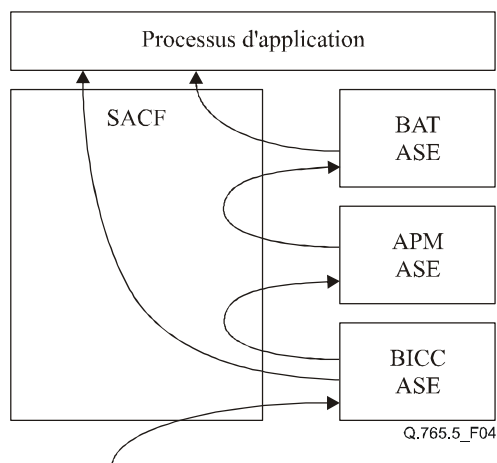 Processus d'application
SACF
BAT
ASE
APM
ASE
BICC
ASE
Q.765.5_F04